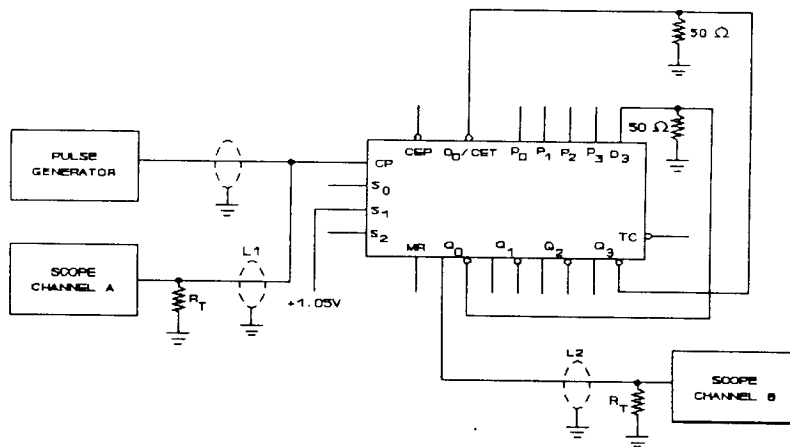 50 Ω
50 Ω
PULSE
GENERATOR
CEP
D0/CET
P0
P1
P2
P3
D3
CP
S0
S1
S2
TC
MR
Q0
Q1
Q2
Q3
SCOPE
CHANNEL A
L1
RT
+1.05V
L2
RT
SCOPE
CHANNEL B